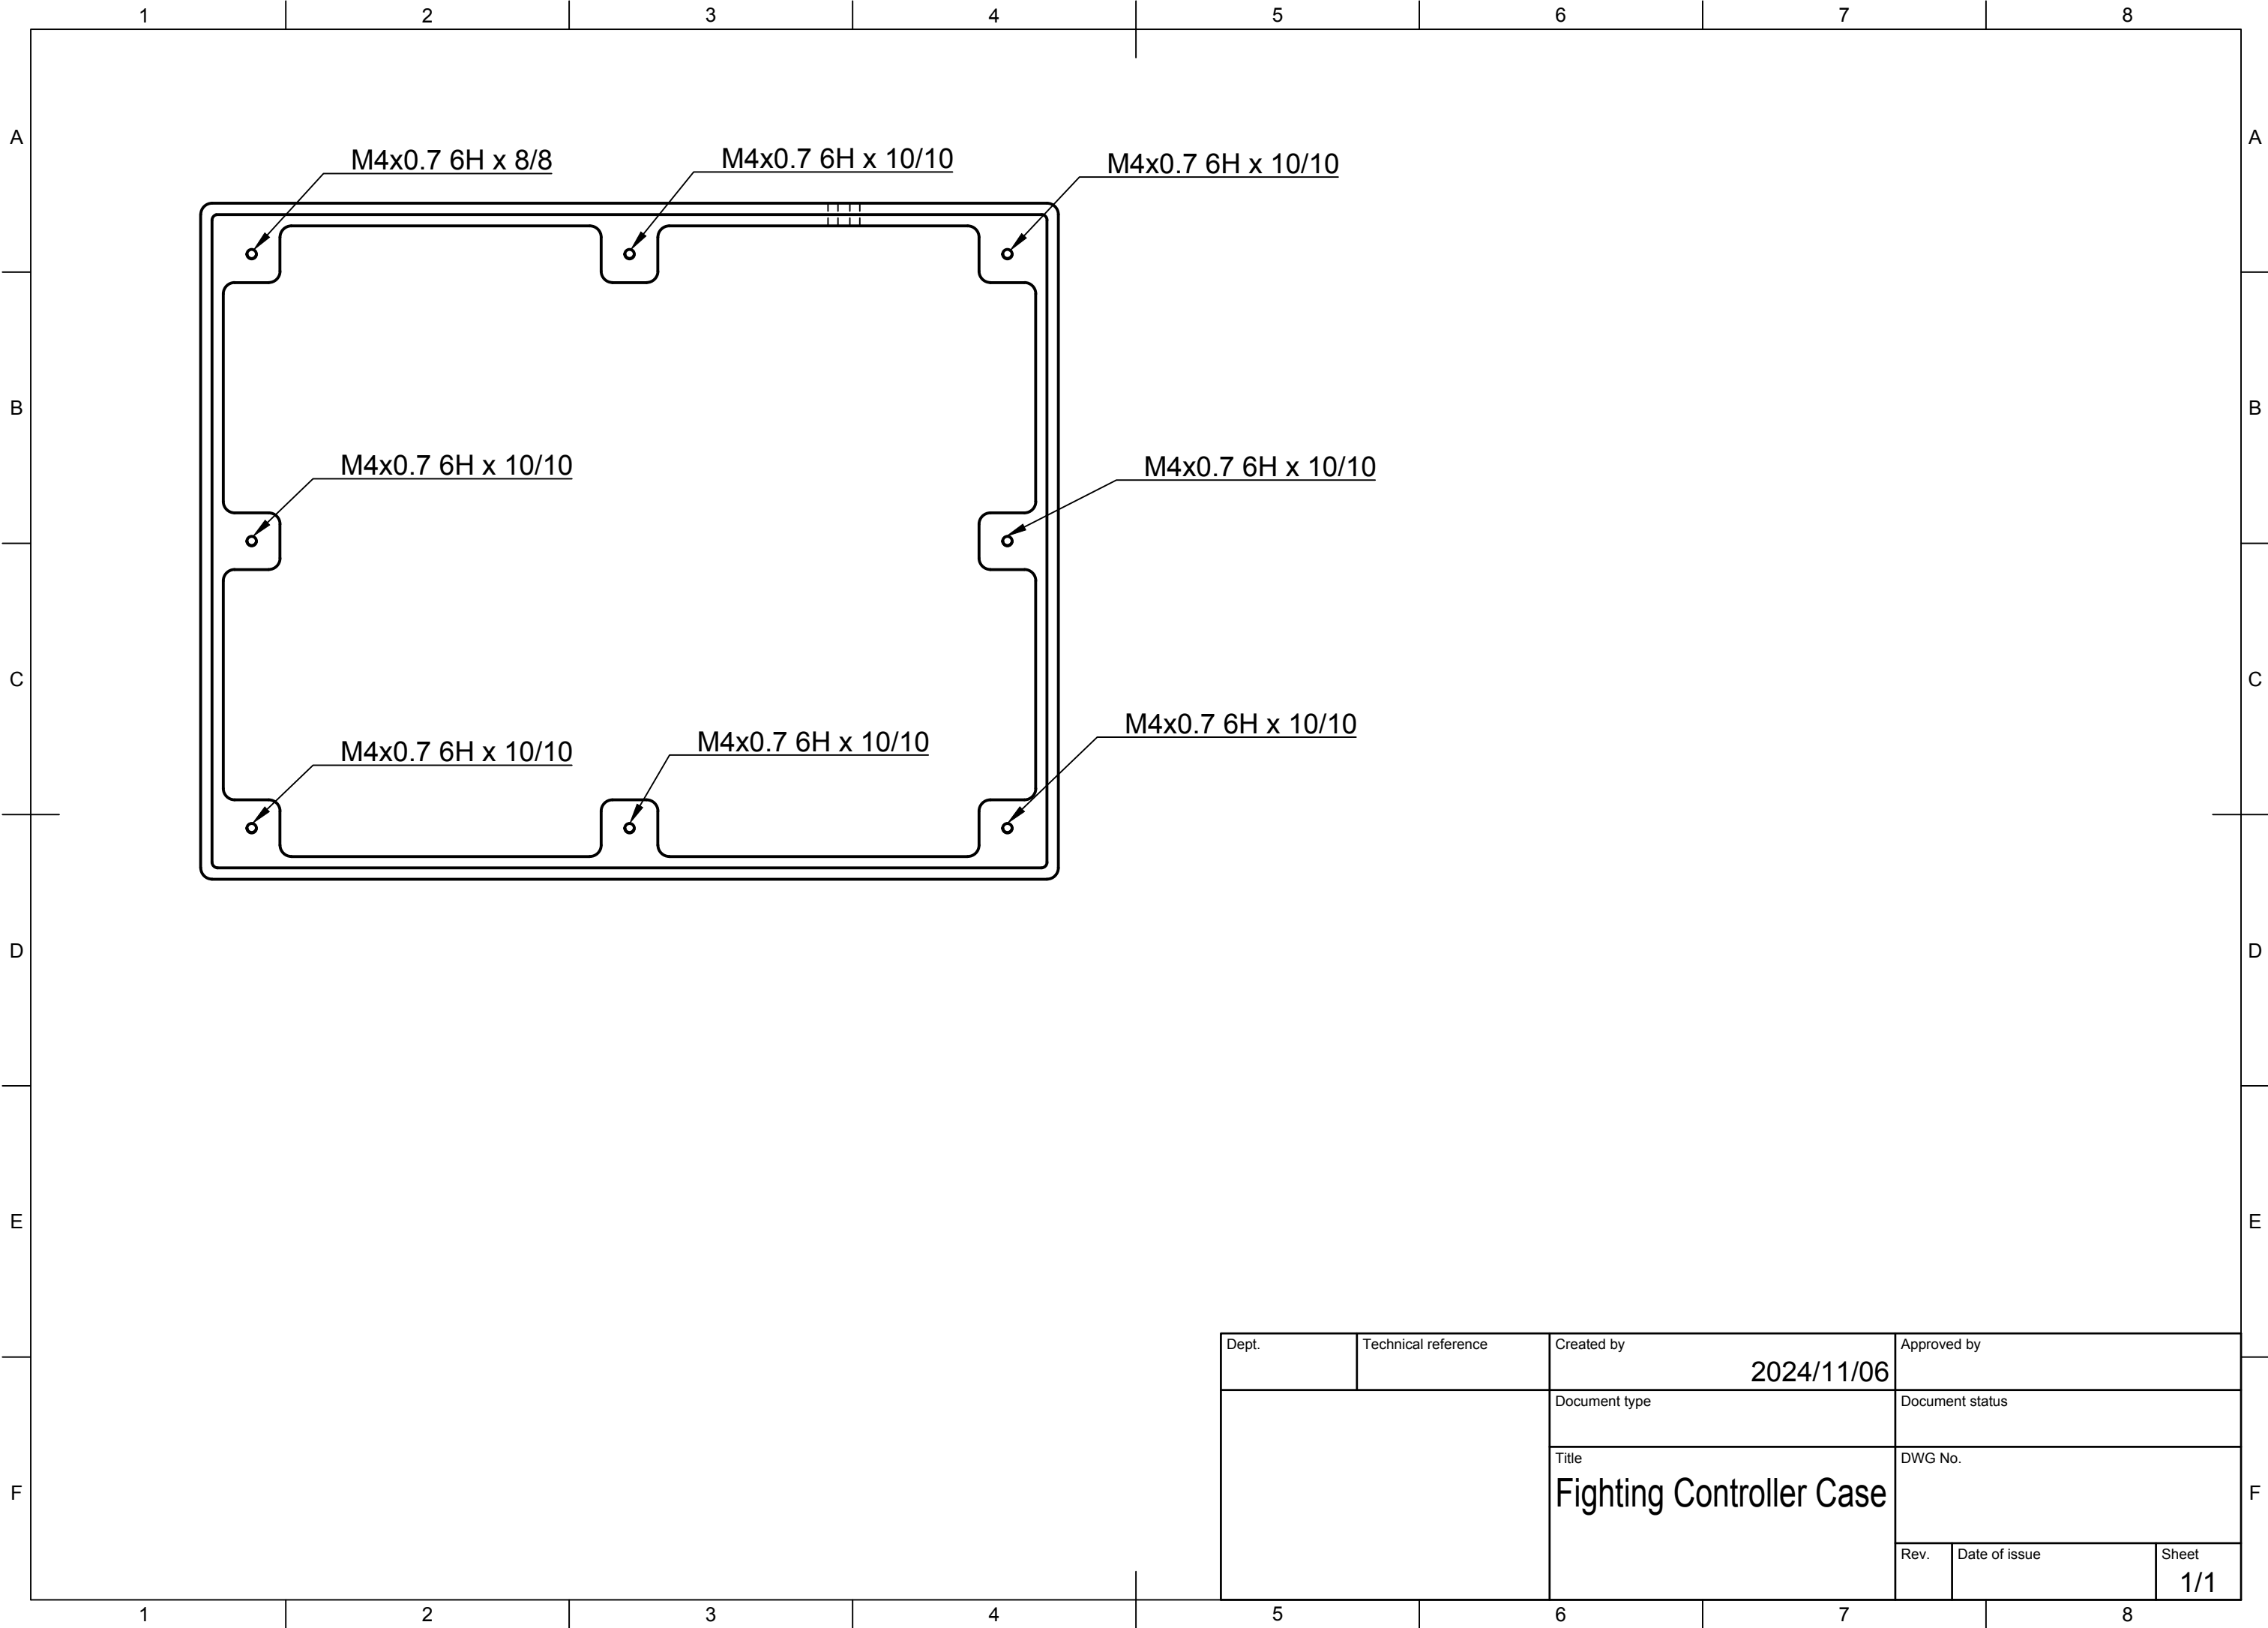 1 2 3 4 5 6 7 8
A A
M4x0.7 6H x 8/8
M4x0.7 6H x 10/10
M4x0.7 6H x 10/10
B B
M4x0.7 6H x 10/10
M4x0.7 6H x 10/10
C C
M4x0.7 6H x 10/10
M4x0.7 6H x 10/10
M4x0.7 6H x 10/10
D D
E E
Dept.
Technical reference
Created by
2024/11/06
Approved by
Document type
Document status
Title
Fighting Controller Case
DWG No.
F F
Rev.
Date of issue
Sheet
1/1
1 2 3 4 5 6 7 8